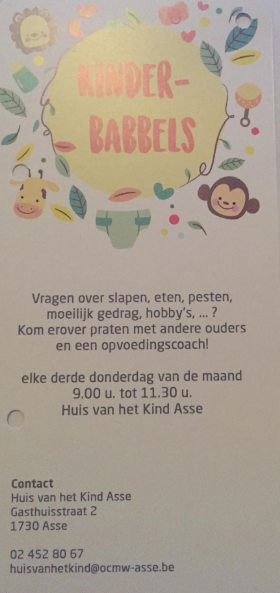 KINDER-
BABBELS
Vragen over slapen, eten, pesten,
moeilijk gedrag, hobby's, ... ?
Kom erover praten met andere ouders
en een opvoedingscoach!
elke derde donderdag van de maand
9.00 u. tot 11.30 u.
Huis van het Kind Asse
Contact
Huis van het Kind Asse
Gasthuisstraat 2
1730 Asse
02 452 80 67
huisvanhetkind@ocmw-asse.be